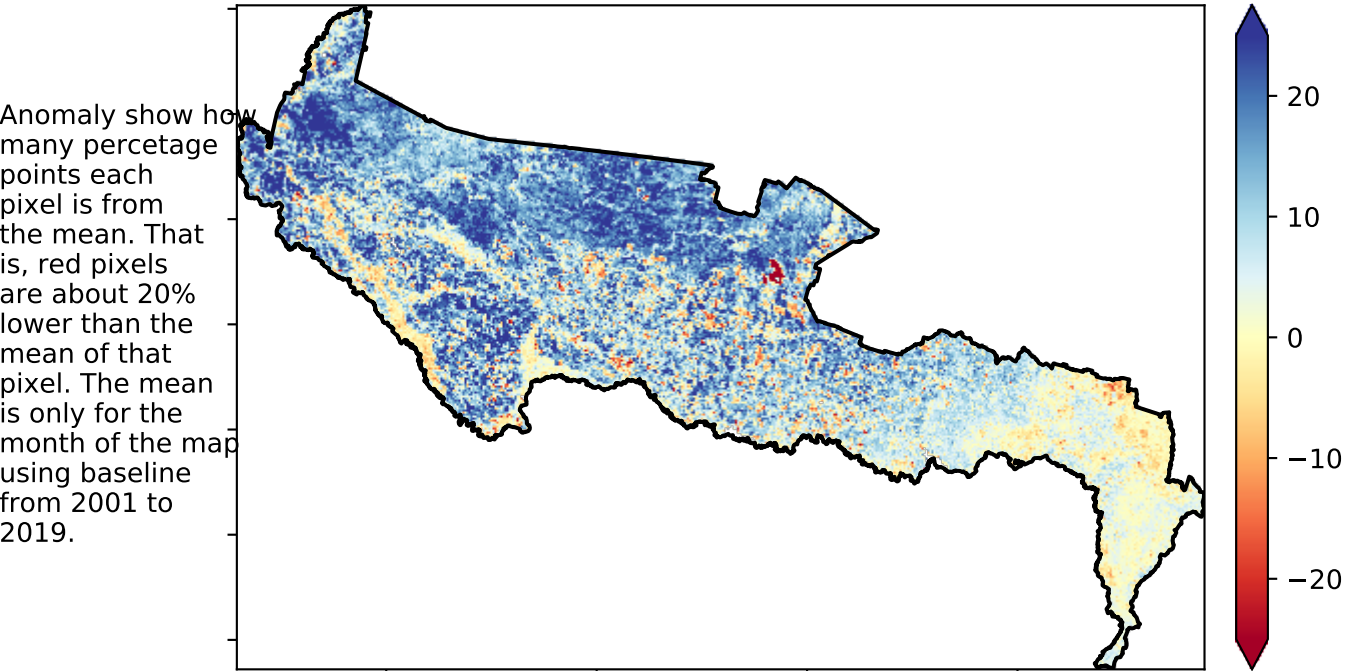 Anomaly show how
many percetage
points each
pixel is from
the mean. That
is, red pixels
are about 20%
lower than the
mean of that
pixel. The mean
is only for the
month of the map
using baseline
from 2001 to
2019.
20
10
0
−10
−20